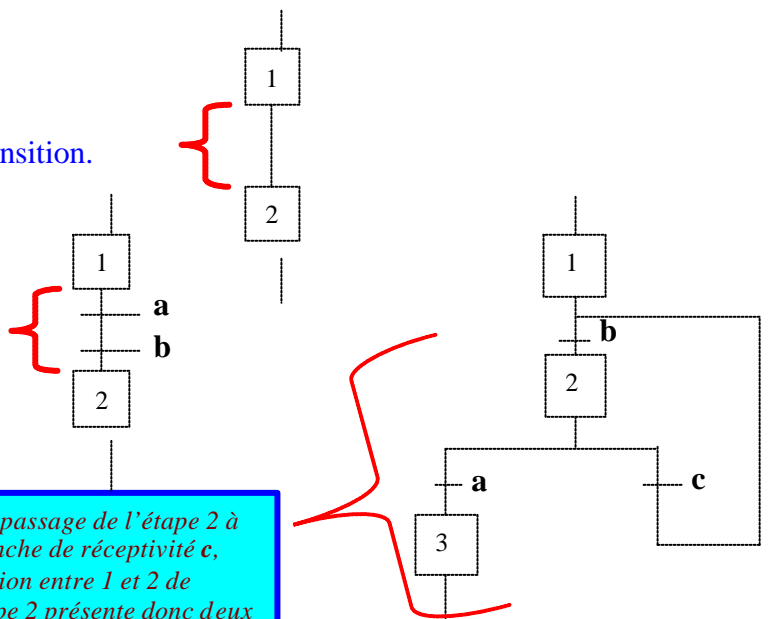 1
nsition.
2
1
a
b
2
1
b
2
a
c
3
passage de l'étape 2 à
nche de réceptivité c,
ion entre 1 et 2 de
pe 2 présente donc deux